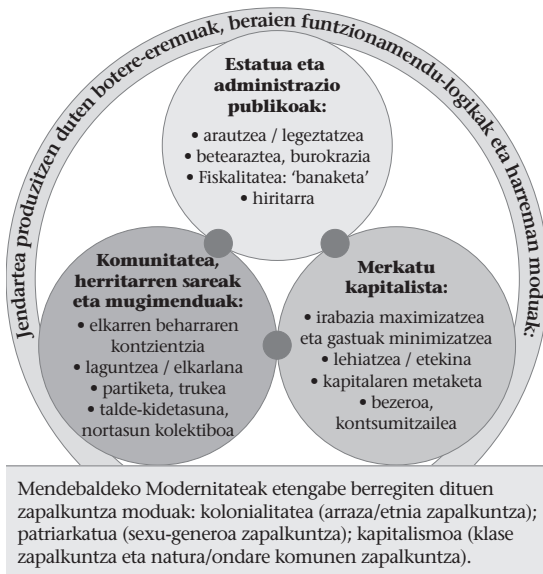 Jendartea produzitzen duten botere-eremuak, beraien funtzionamendu-logikak eta harreman moduak:
Estatua eta
administrazio
publikoak:
• arautzea / legeztatzea
• betearaztea, burokrazia
• Fiskalitatea: ‘banaketa’
• hiritarra
Komunitatea,
herritarren sareak
eta mugimenduak:
• elkarren beharraren
kontzientzia
• laguntzea / elkarlana
• partiketa, trukea
• talde-kidetasuna,
nortasun kolektiboa
Merkatu
kapitalista:
• irabazia maximizatzea
eta gastuak minimizatzea
• lehiatzea / etekina
• kapitalaren metaketa
• bezeroa,
kontsumitzailea
Mendebaldeko Modernitateak etengabe berregiten dituen
zapalkuntza moduak: kolonialitatea (arraza/etnia zapalkuntza);
patriarkatua (sexu-generoa zapalkuntza); kapitalismoa (klase
zapalkuntza eta natura/ondare komunen zapalkuntza).